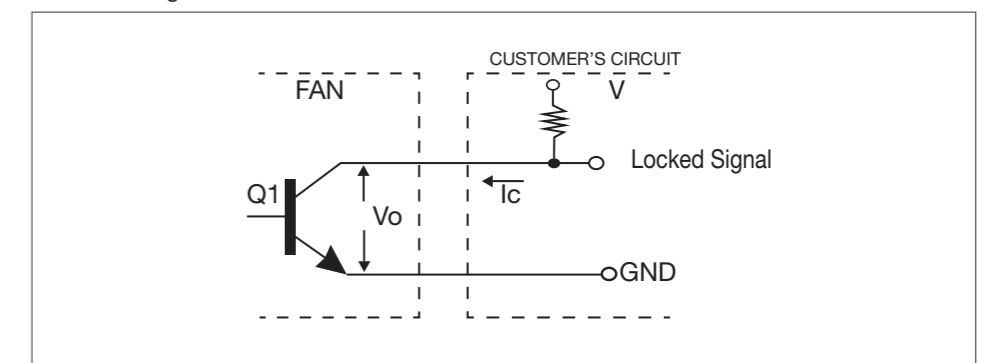 CUSTOMER'S CIRCUIT
FAN
V
Locked Signal
Q1
Ic
Vo
GND